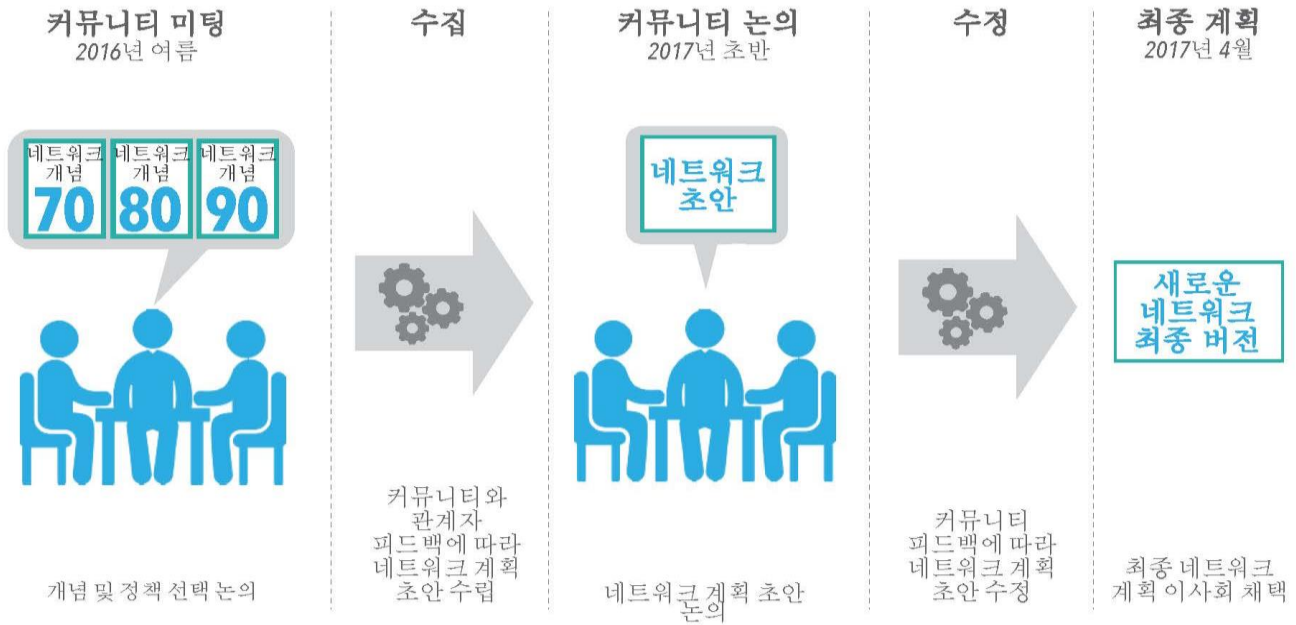 커뮤니티 미팅
2016년 여름
네트워크
개념
70
네트워크
개념
80
네트워크
개념
90
개념 및 정책 선택 논의
수집
커뮤니티와
관계자
피드백에 따라
네트워크 계획
초안 수립
커뮤니티 논의
2017년 초반
네트워크
초안
네트워크 계획 초안
논의
수정
커뮤니티
피드백에 따라
네트워크 계획
초안 수정
최종 계획
2017년 4월
새로운
네트워크
최종 버전
최종 네트워크
계획 이사회 채택